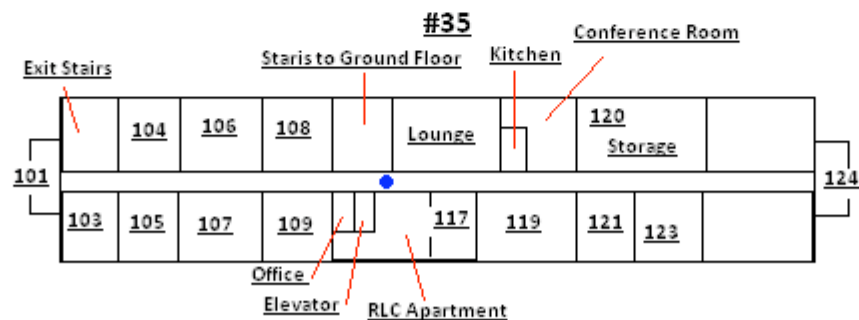 #35
Conference Room
Staris to Ground Floor
Kitchen
Exit Stairs
104
106
108
Lounge
120
Storage
101
124
103
105
107
109
117
119
121
123
Office
Elevator
RLC Apartment